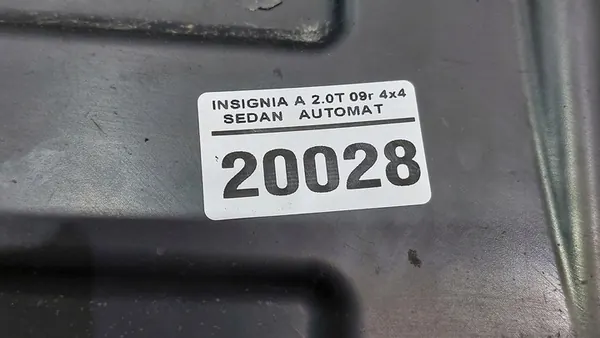 INSIGNIA A 2.0T 09r 4x4
SEDAN AUTOMAT
20028